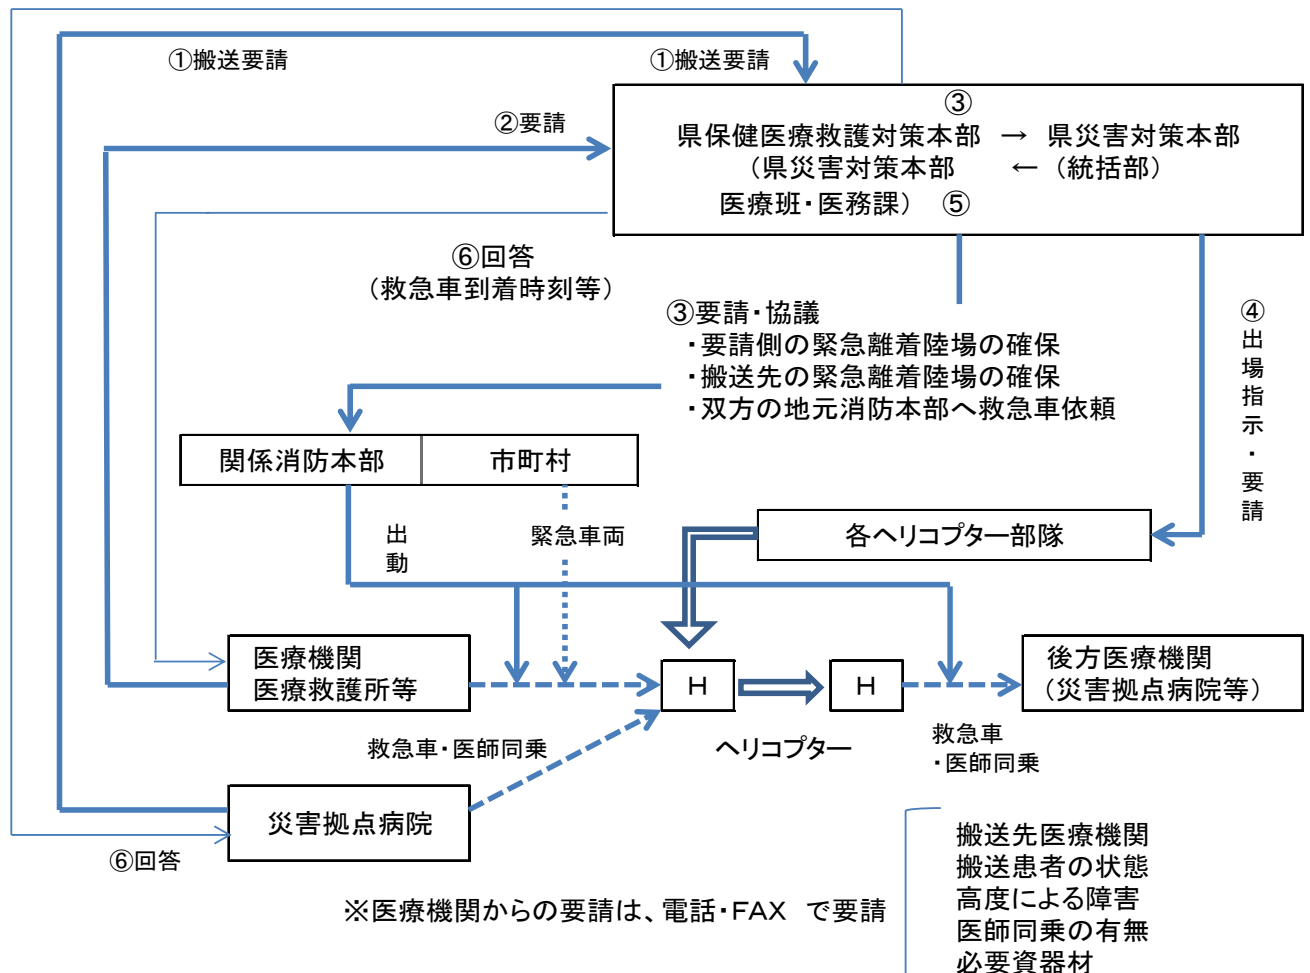 ①搬送要請
①搬送要請
②要請
③
県保健医療救護対策本部 → 県災害対策本部
(県災害対策本部 ← (統括部)
医療班・医務課) ⑤
⑥回答
(救急車到着時刻等)
③要請・協議
・要請側の緊急離着陸場の確保
・搬送先の緊急離着陸場の確保
・双方の地元消防本部へ救急車依頼
④出場指示・要請
関係消防本部
市町村
出動
緊急車両
各ヘリコプター部隊
医療機関
医療救護所等
H
H
後方医療機関
(災害拠点病院等)
救急車・医師同乗
ヘリコプター
救急車
・医師同乗
災害拠点病院
⑥回答
搬送先医療機関
搬送患者の状態
高度による障害
医師同乗の有無
必要資器材
※医療機関からの要請は、電話・FAX で要請